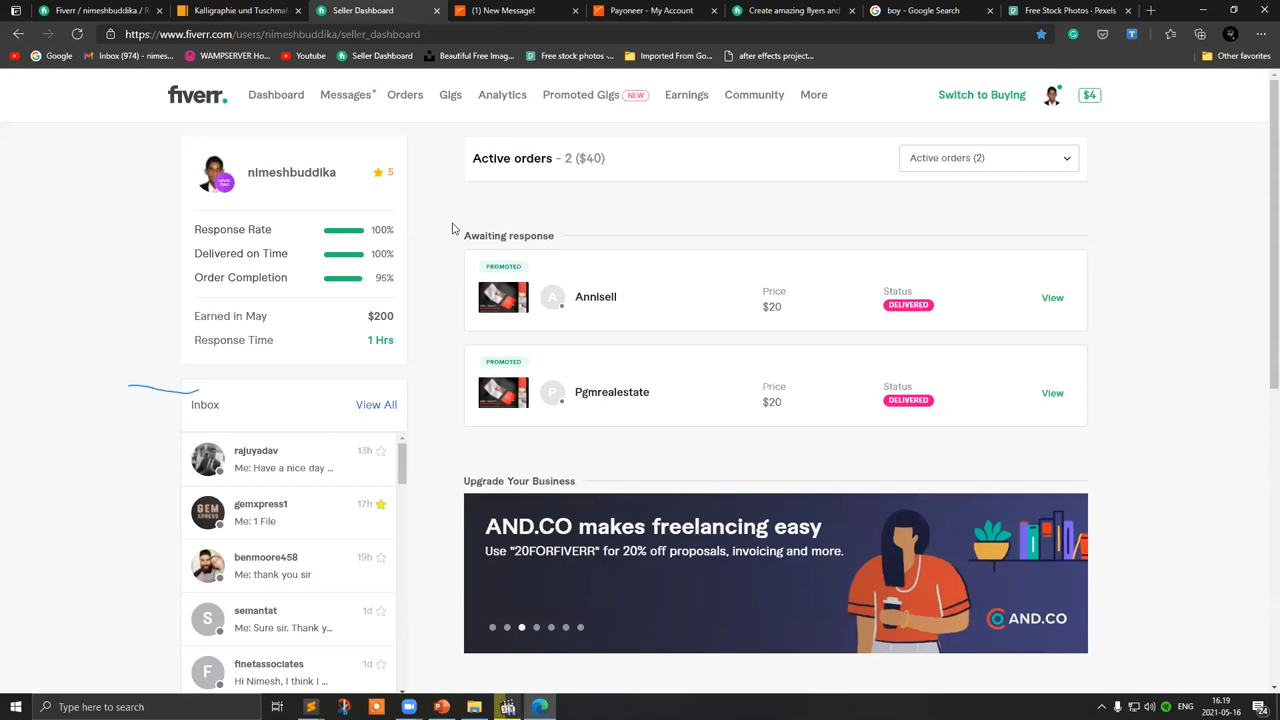 Fiverr / nimeshbuddika / Re
Kalligraphie und Tuschmalere
Seller Dashboard
(1) New Message!
Payoneer - My Account
Create amazing flyers and
boy - Google Search
Free Stock Photos · Pexels
https://www.fiverr.com/users/nimeshbuddika/seller_dashboard
Google
Inbox (974) - nimes...
WAMPSERVER Ho...
Youtube
Seller Dashboard
Beautiful Free Imag...
Free stock photos -...
Imported From Go...
after effects project...
Other favorites
fiverr.
Dashboard
Messages
Orders
Gigs
Analytics
Promoted Gigs NEW
Earnings
Community
More
Switch to Buying
$4
nimeshbuddika
5
LEVEL TWO
Response Rate 100%
Delivered on Time 100%
Order Completion 95%
Earned in May $200
Response Time 1 Hrs
Inbox View All
rajuyadav 13h
Me: Have a nice day ...
gemxpress1 17h
GEM XPRESS
Me: 1 File
benmoore458 19h
Me: thank you sir
S
semantat 1d
Me: Sure sir. Thank y...
F
finetassociates 1d
Hi Nimesh, I think I ...
Active orders - 2 ($40)
Active orders (2)
Awaiting response
PROMOTED
A
Annisell
Price
$20
Status
DELIVERED
View
PROMOTED
P
Pgmrealestate
Price
$20
Status
DELIVERED
View
Upgrade Your Business
AND.CO makes freelancing easy
Use "20FORFIVERR" for 20% off proposals, invoicing and more.
AND.CO
Type here to search
ENG
16.19
2021-05-16
24